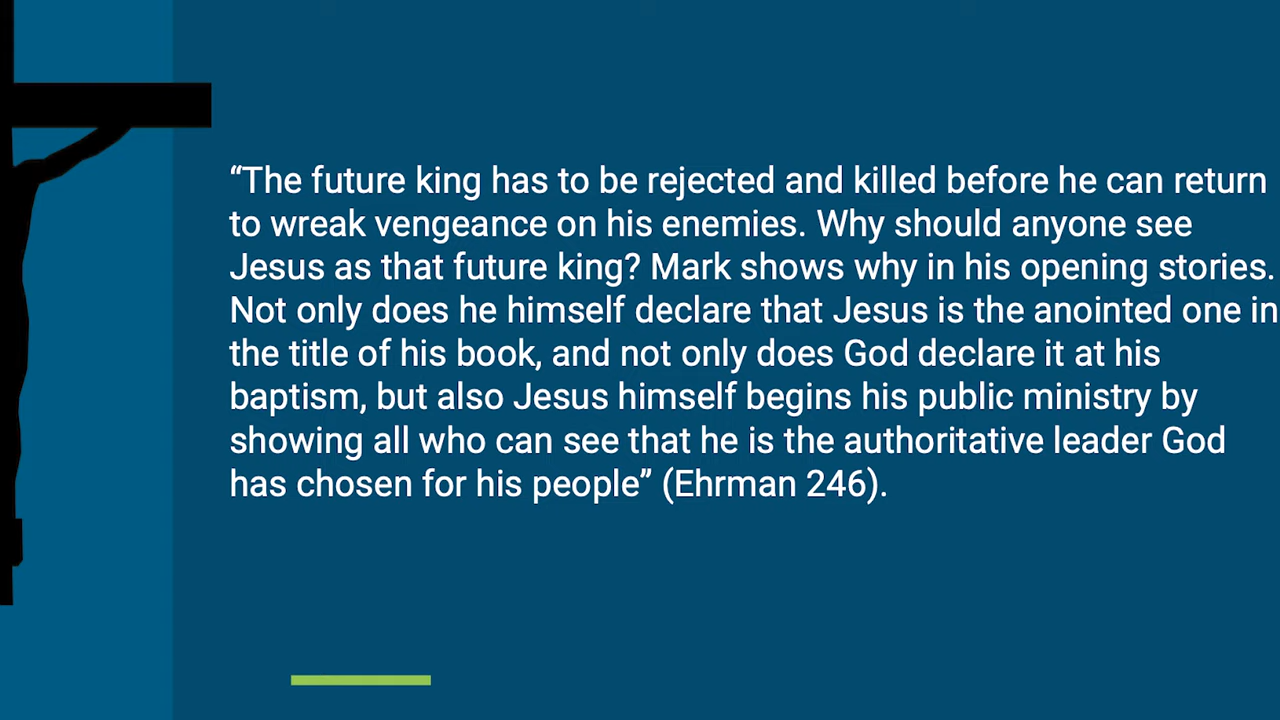 “The future king has to be rejected and killed before he can return
to wreak vengeance on his enemies. Why should anyone see
Jesus as that future king? Mark shows why in his opening stories.
Not only does he himself declare that Jesus is the anointed one in
the title of his book, and not only does God declare it at his
baptism, but also Jesus himself begins his public ministry by
showing all who can see that he is the authoritative leader God
has chosen for his people” (Ehrman 246).